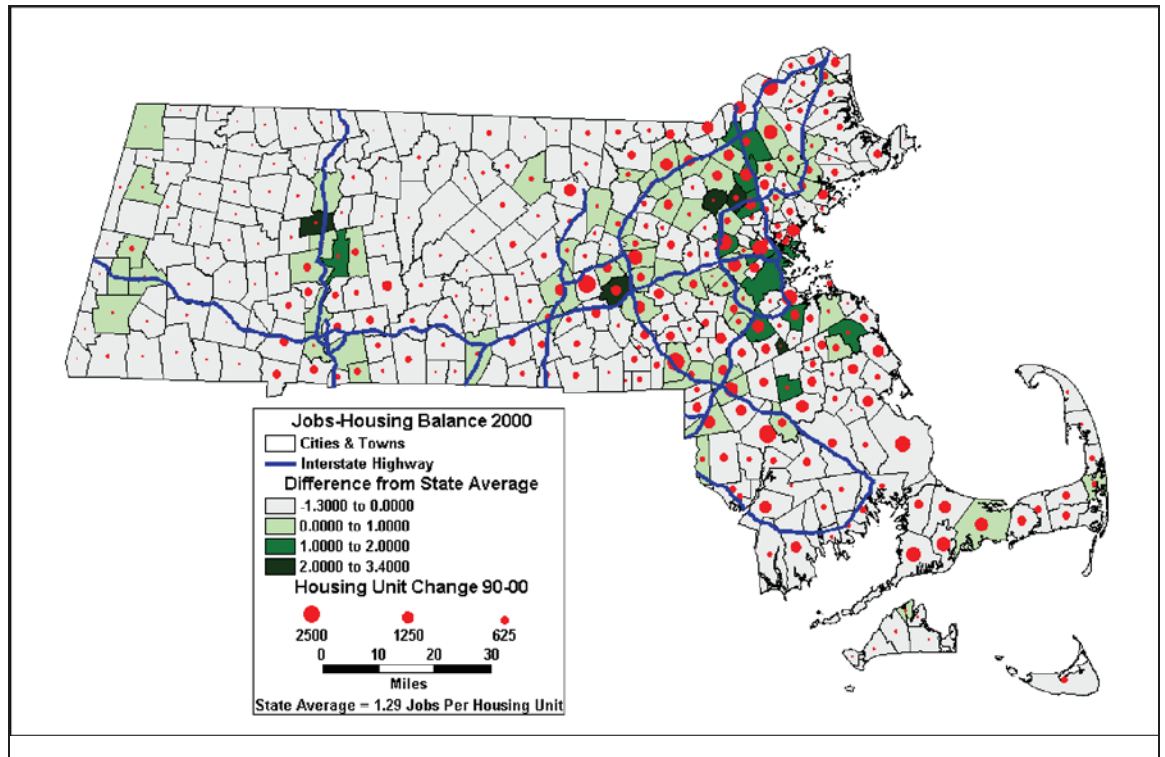 Jobs-Housing Balance 2000
Cities & Towns
Interstate Highway
Difference from State Average
-1.3000 to 0.0000
0.0000 to 1.0000
1.0000 to 2.0000
2.0000 to 3.4000
Housing Unit Change 90-00
2500 1250 625
0 10 20 30
Miles
State Average = 1.29 Jobs Per Housing Unit